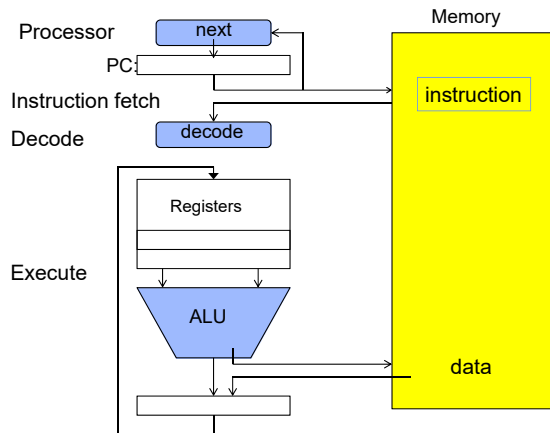 Memory
Processor
next
PC:
instruction
Instruction fetch
Decode
decode
Registers
Execute
ALU
data